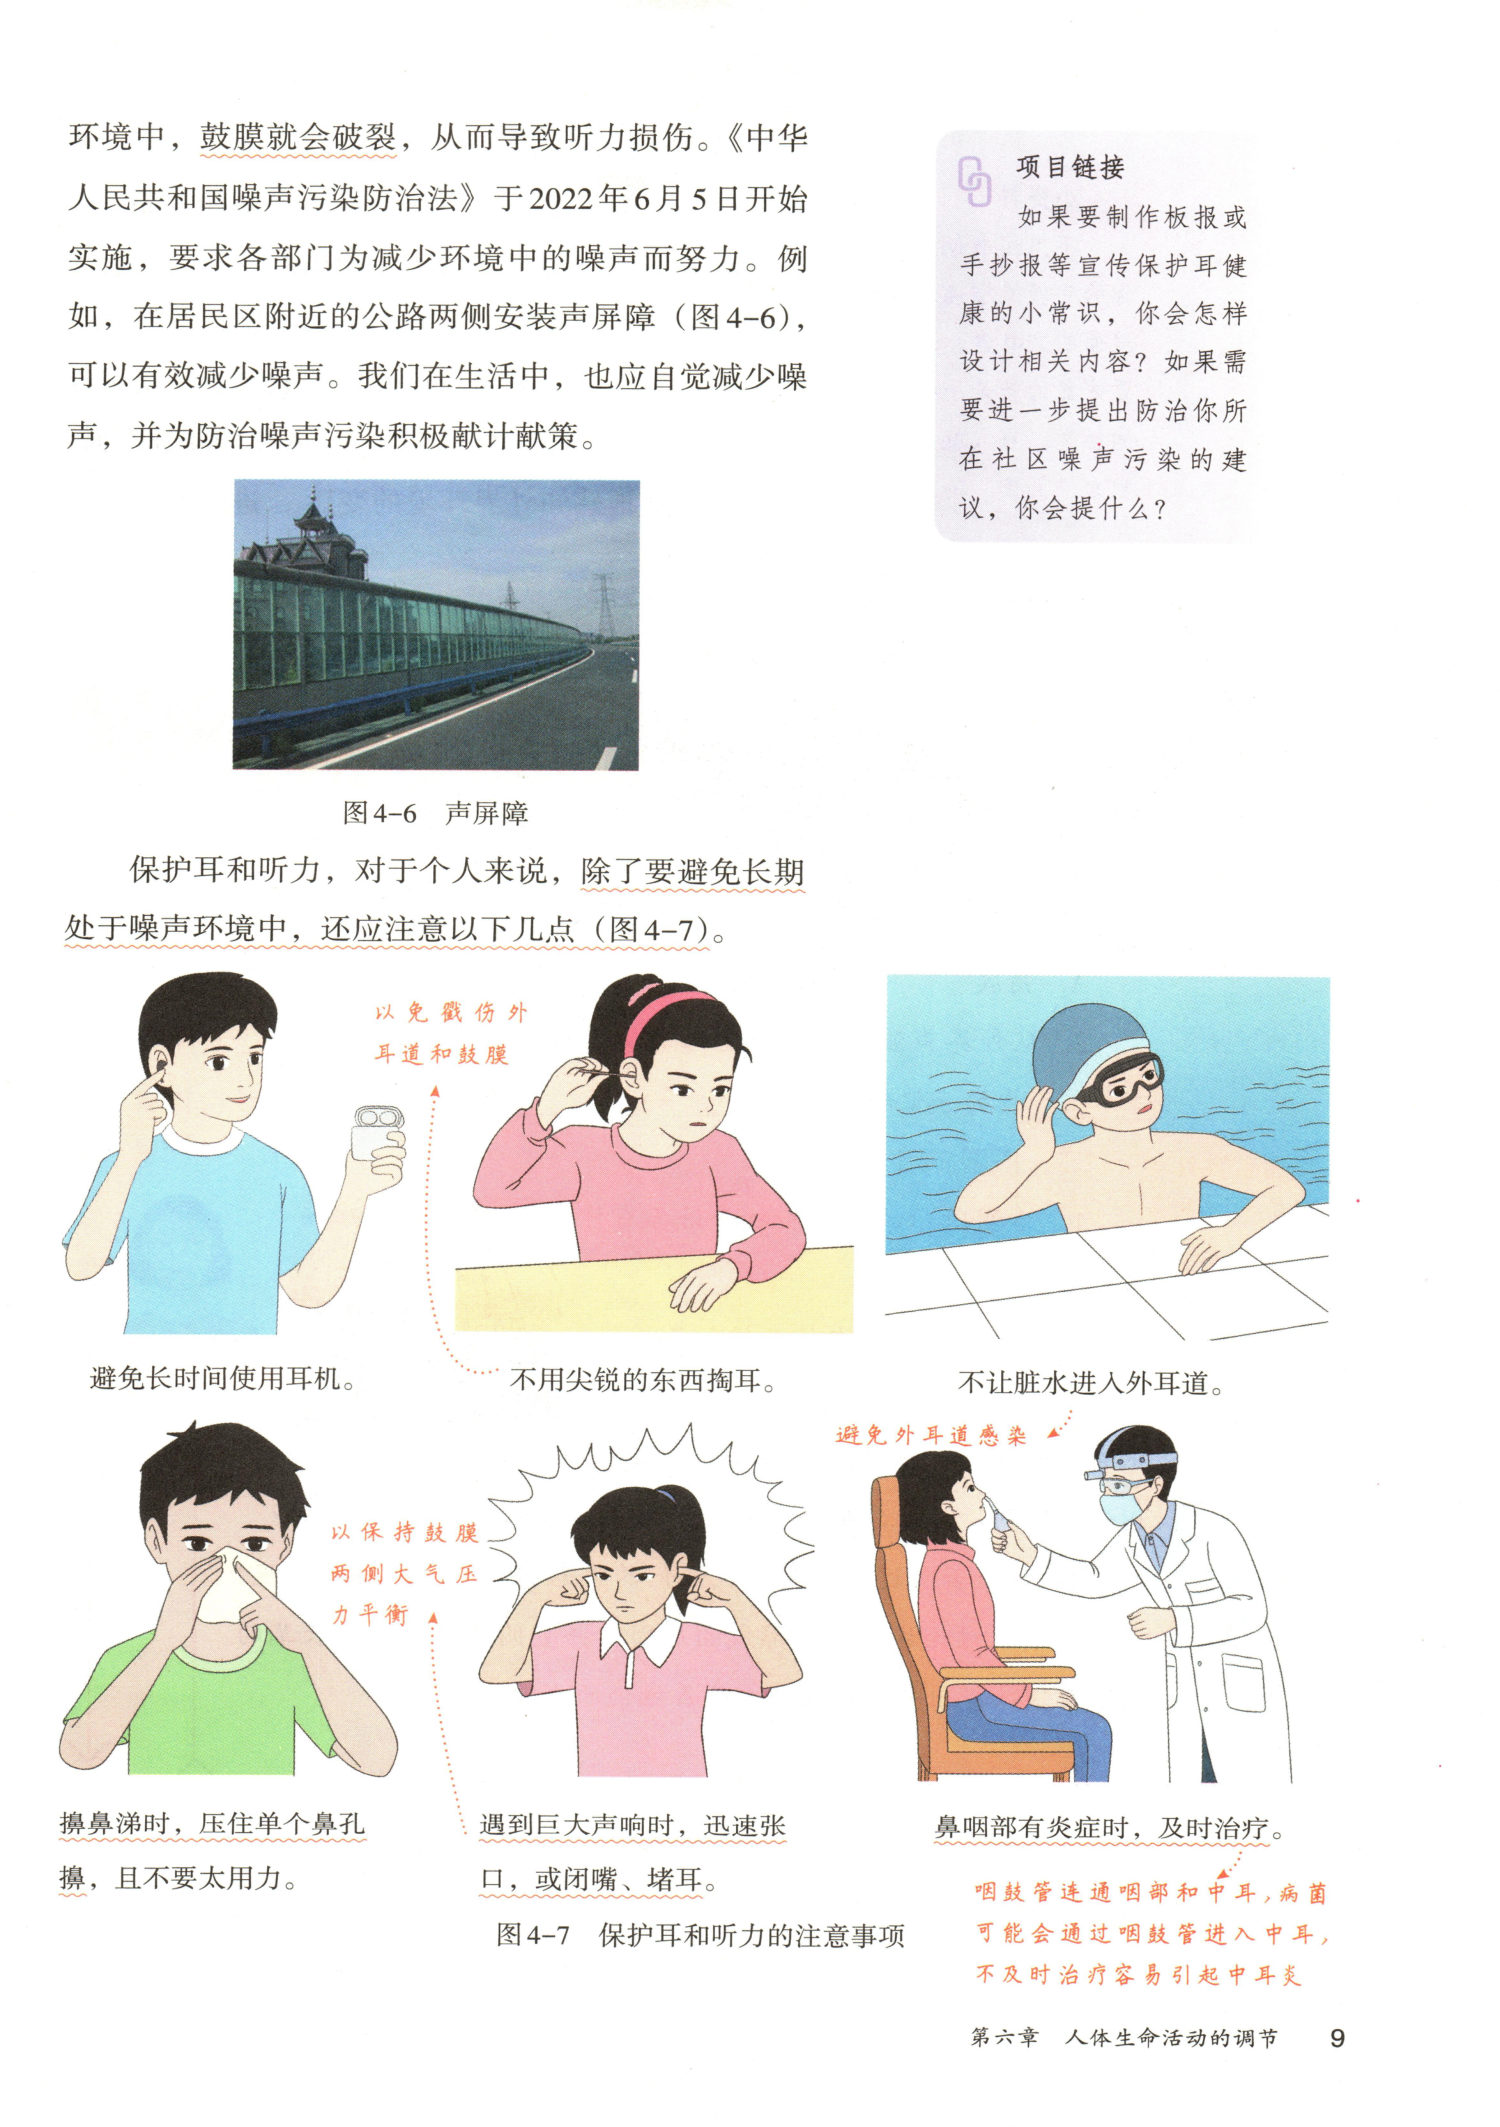 环境中，鼓膜就会破裂，从而导致听力损伤。《中华
人民共和国噪声污染防治法》于2022年6月5日开始
实施，要求各部门为减少环境中的噪声而努力。例
如，在居民区附近的公路两侧安装声屏障（图4-6），
可以有效减少噪声。我们在生活中，也应自觉减少噪
声，并为防治噪声污染积极献计献策。
项目链接
如果要制作板报或
手抄报等宣传保护耳健
康的小常识，你会怎样
设计相关内容？如果需
要进一步提出防治你所
在社区噪声污染的建
议，你会提什么？
图4-6 声屏障
保护耳和听力，对于个人来说，除了要避免长期
处于噪声环境中，还应注意以下几点（图4-7）。
以免戳伤外
耳道和鼓膜
避免长时间使用耳机。
不用尖锐的东西掏耳。
不让脏水进入外耳道。
避免外耳道感染
以保持鼓膜
两侧大气压
力平衡
擤鼻涕时，压住单个鼻孔
擤，且不要太用力。
遇到巨大声响时，迅速张
口，或闭嘴、堵耳。
鼻咽部有炎症时，及时治疗。
咽鼓管连通咽部和中耳，病菌
可能会通过咽鼓管进入中耳，
不及时治疗容易引起中耳炎
图4-7 保护耳和听力的注意事项
第六章 人体生命活动的调节 9